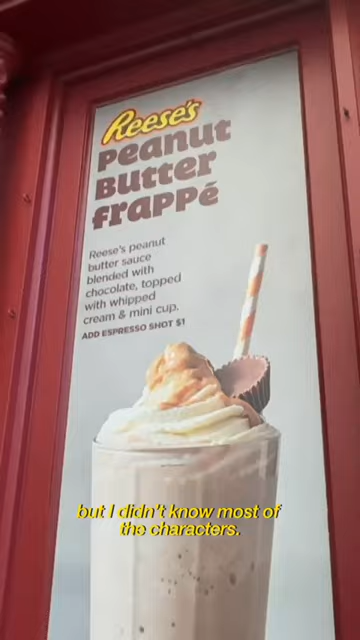 Reese's
Peanut
Butter
frappé
Reese's peanut
butter sauce
blended with
chocolate, topped
with whipped
cream & mini cup.
ADD ESPRESSO SHOT $1
but I didn't know most of
the characters.